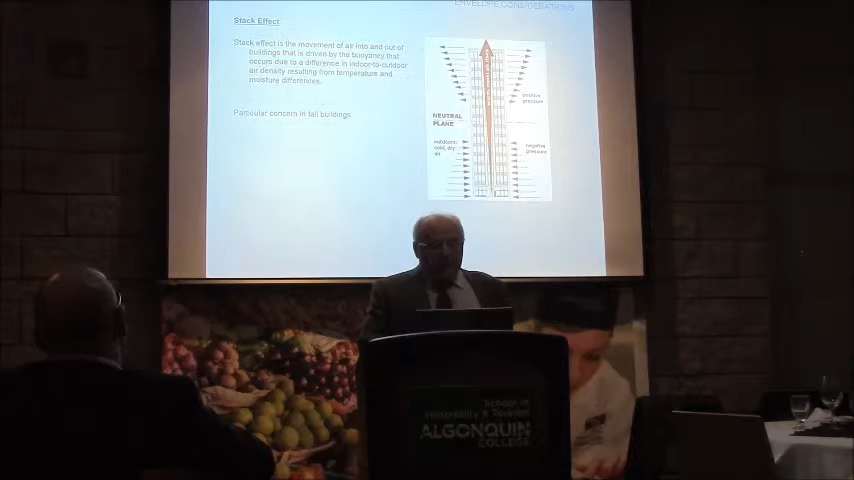 ENVELOPE CONSIDERATIONS
Stack Effect
Stack effect is the movement of air into and out of
buildings that is driven by the buoyancy that
occurs due to a difference in indoor-to-outdoor
air density resulting from temperature and
moisture differences.
Particular concern in tall buildings
positive
pressure
NEUTRAL
PLANE
outdoors:
cold, dry
air
negative
pressure
School of
Hospitality & Tourism
ALGONQUIN
COLLEGE